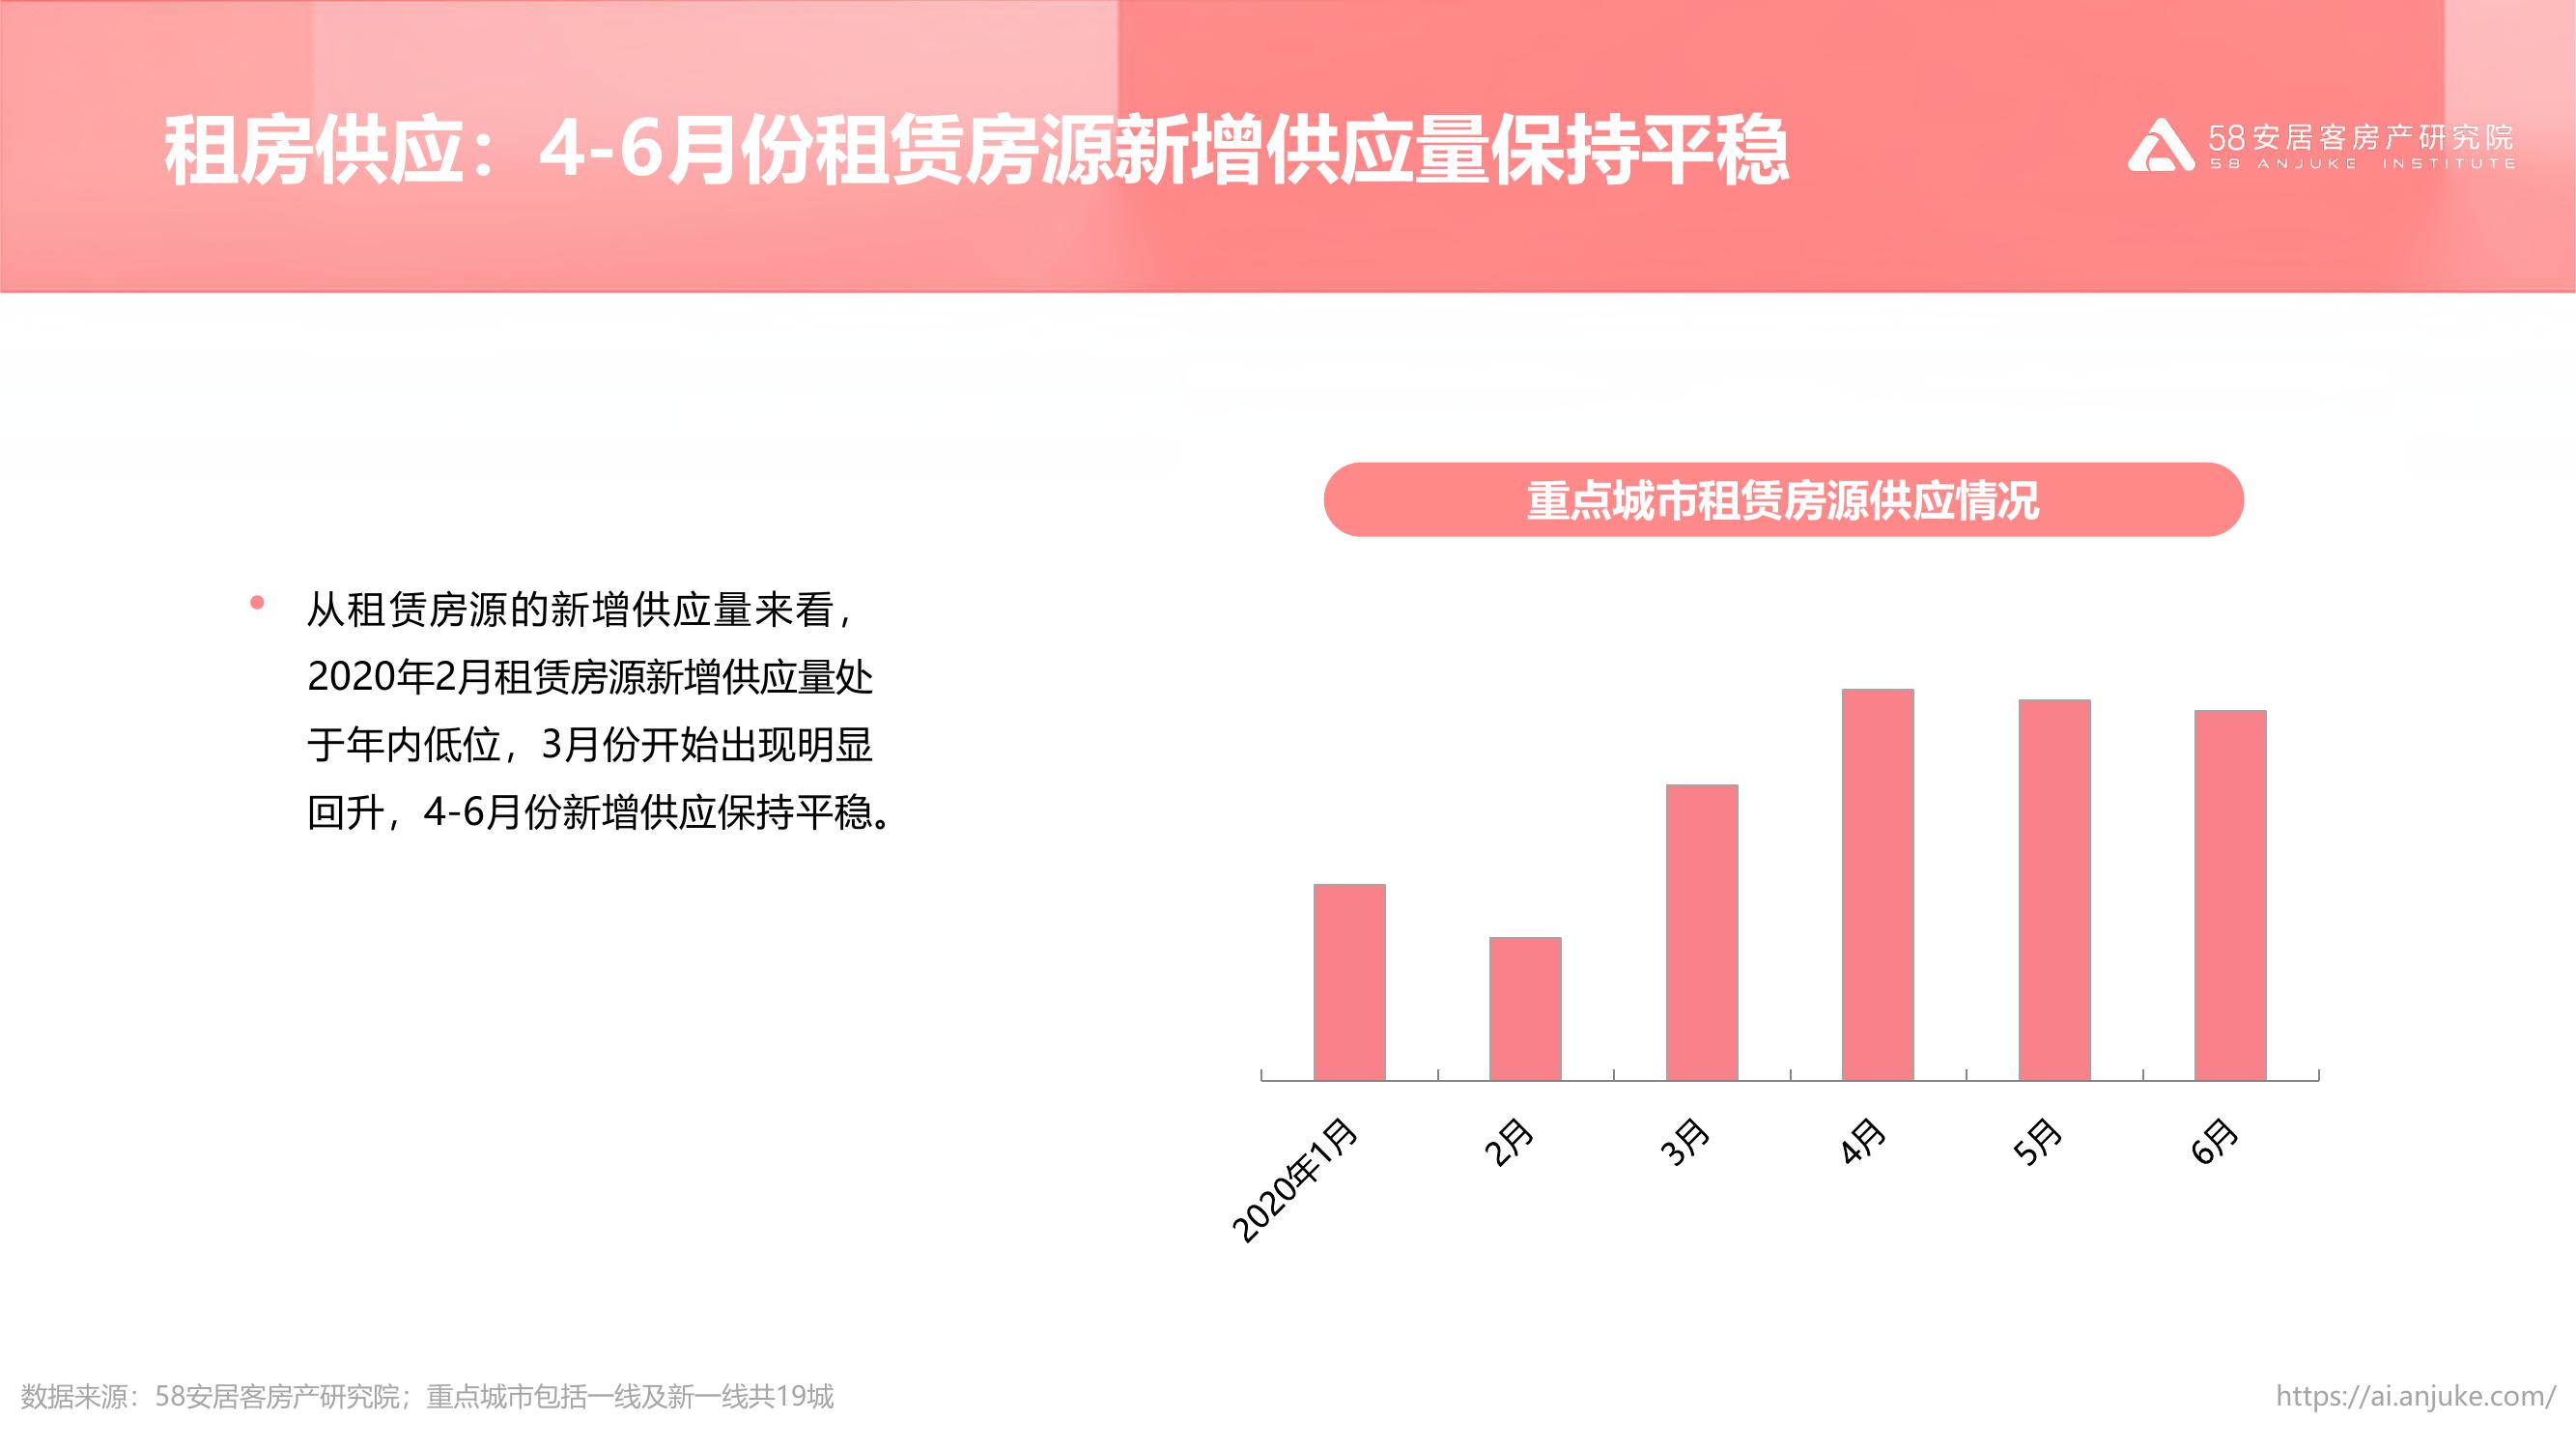 租房供应：4-6月份租赁房源新增供应量保持平稳
58安居客房产研究院
58 ANJUKE INSTITUTE
重点城市租赁房源供应情况
从租赁房源的新增供应量来看，
2020年2月租赁房源新增供应量处
于年内低位，3月份开始出现明显
回升，4-6月份新增供应保持平稳。
2020年1月
2月
3月
4月
5月
6月
数据来源：58安居客房产研究院；重点城市包括一线及新一线共19城
https://ai.anjuke.com/